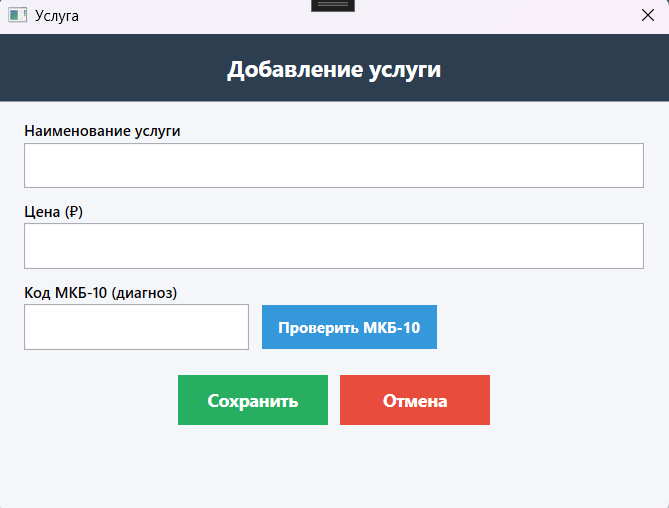 Услуга
Добавление услуги
Наименование услуги
Цена (₽)
Код МКБ-10 (диагноз)
Проверить МКБ-10
Сохранить Отмена